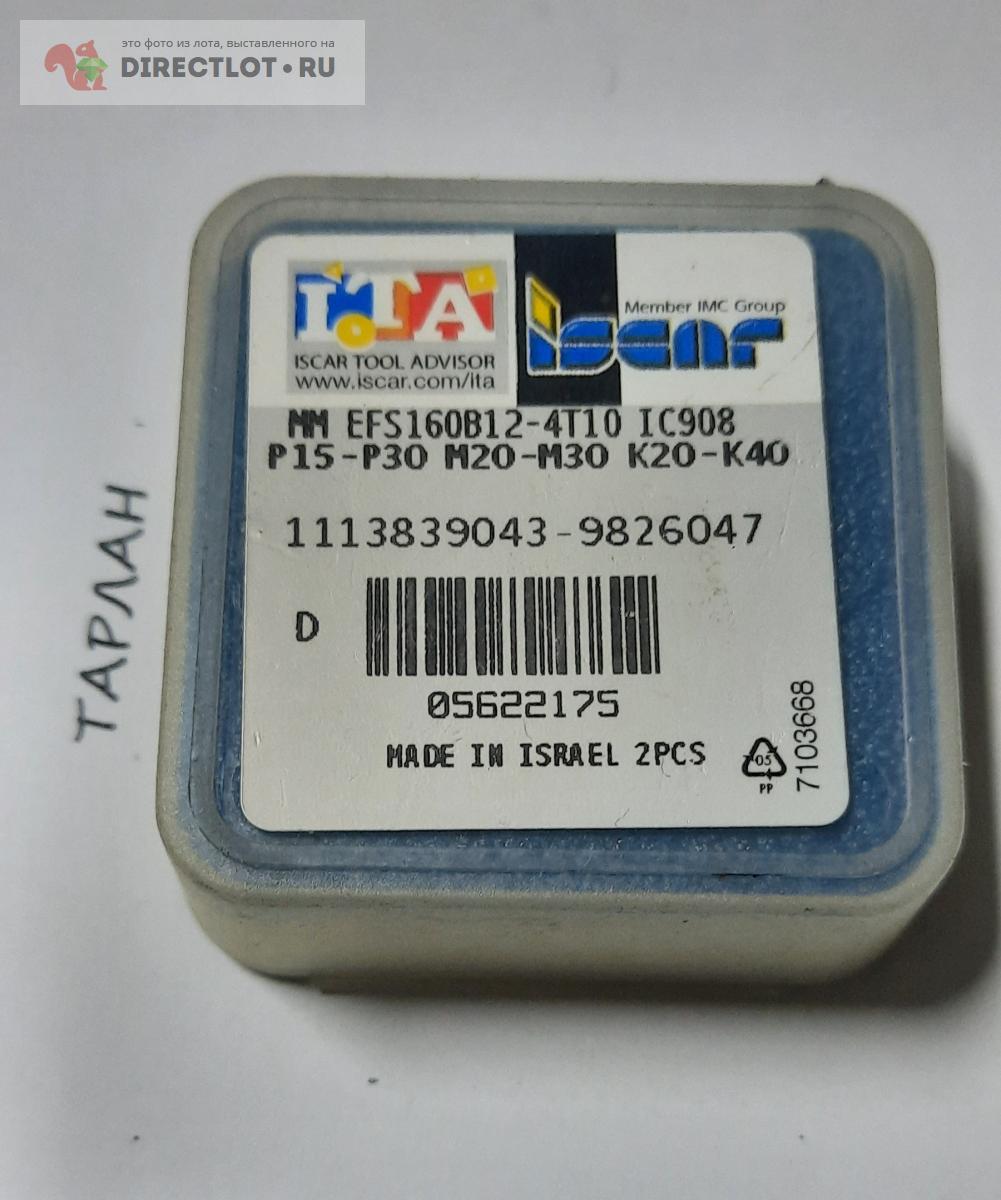 это фото из лота, выставленного на
DIRECTLOT•RU
ITA
ISCAR TOOL ADVISOR
www.iscar.com/ita
Member IMC Group
iscar
MM EFS160B12-4T10 IC908
P15-P30 M20-M30 K20-K40
1113839043-9826047
D
05622175
MADE IN ISRAEL 2PCS
05
PP
7103668
ТАРЛАН